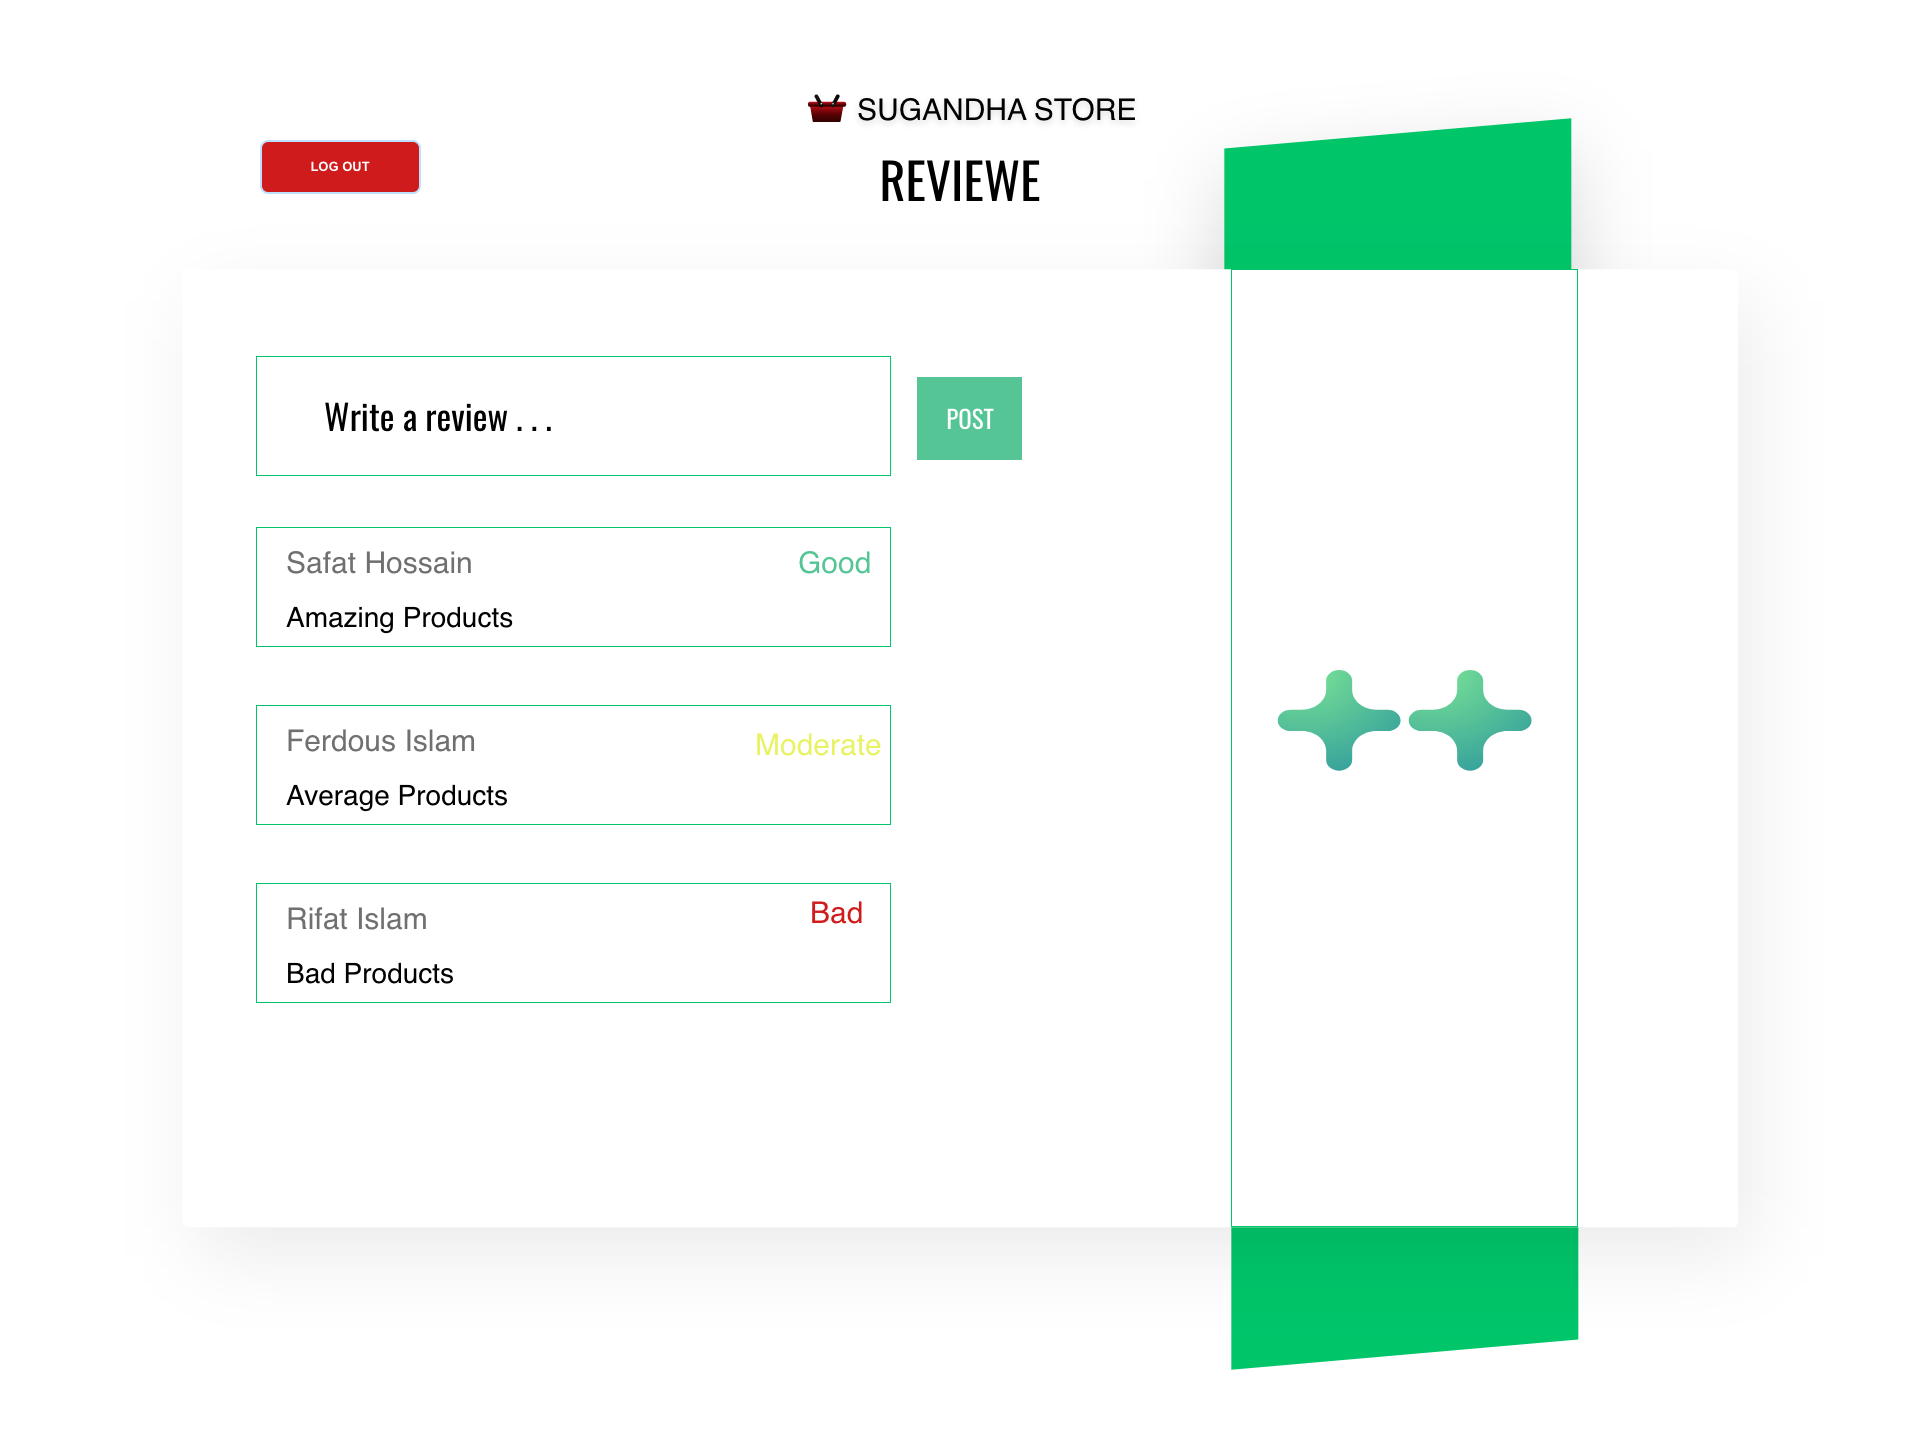 SUGANDHA STORE
LOG OUT
REVIEWE
Write a review . . .
POST
Safat Hossain
Good
Amazing Products
Ferdous Islam
Moderate
Average Products
Rifat Islam
Bad
Bad Products